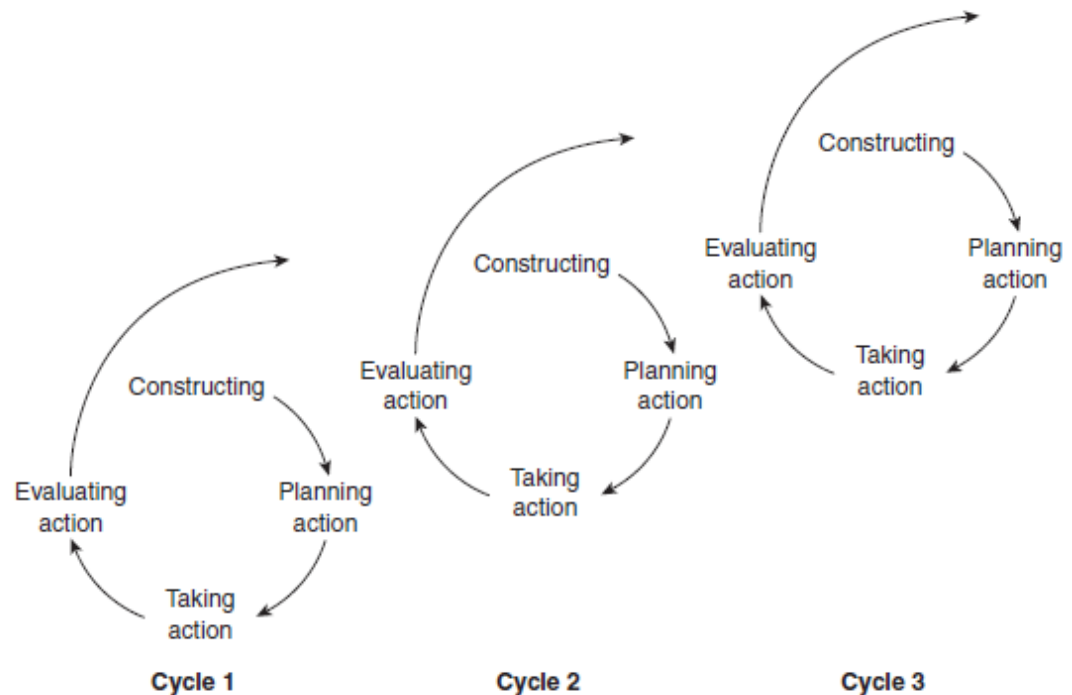 Constructing
Evaluating
action
Planning
action
Taking
action
Cycle 1
Constructing
Evaluating
action
Planning
action
Taking
action
Cycle 2
Constructing
Evaluating
action
Planning
action
Taking
action
Cycle 3